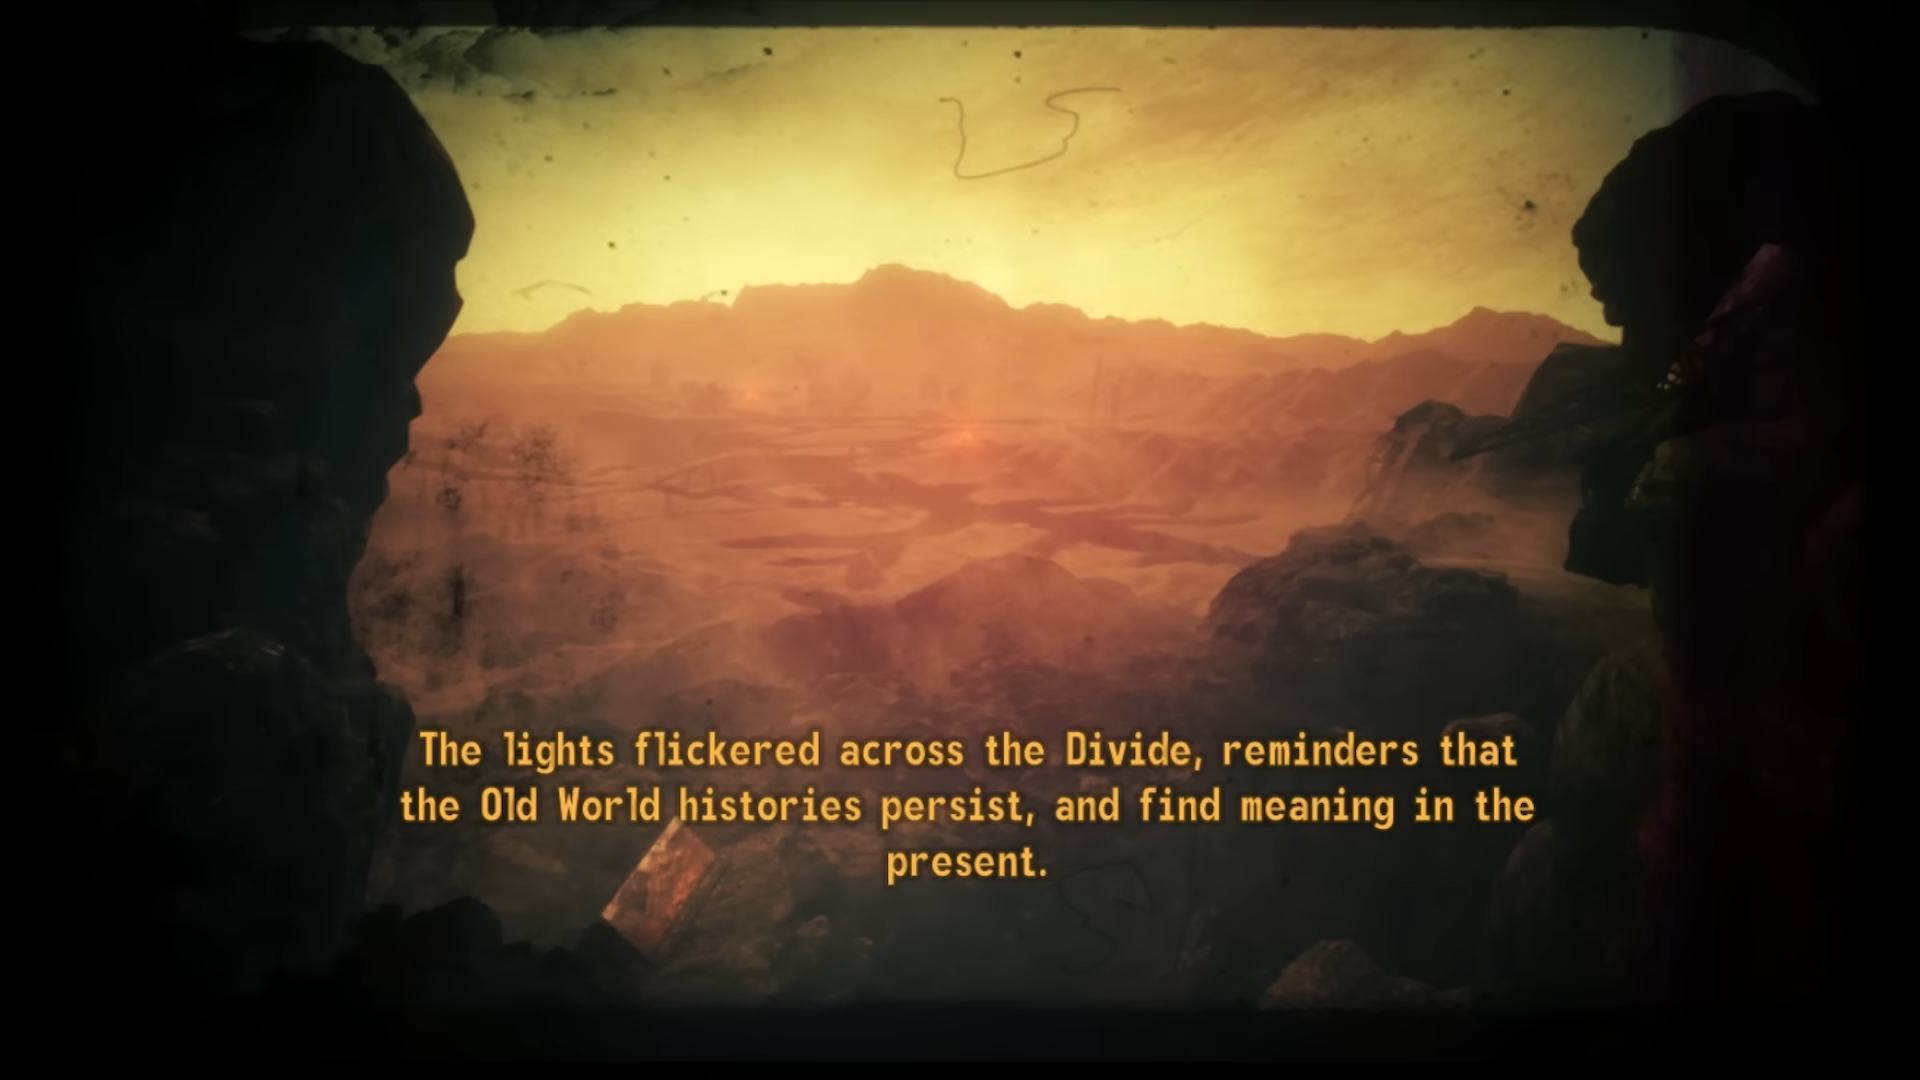 The lights flickered across the Divide, reminders that
the Old World histories persist, and find meaning in the
present.